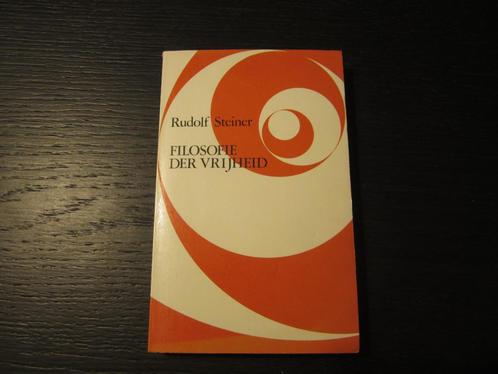 Rudolf Steiner
FILOSOFIE
DER VRIJHEID